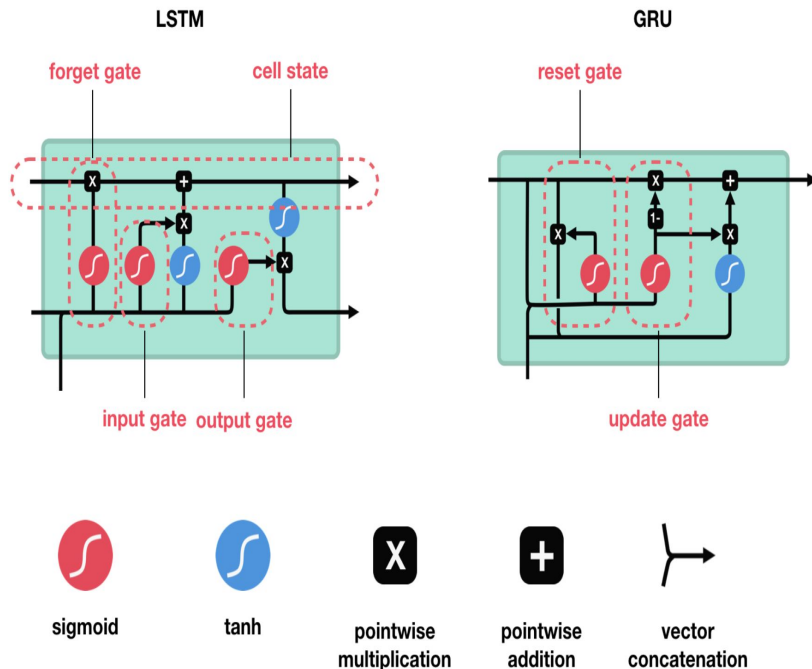 LSTM
GRU
forget gate
cell state
reset gate
X
+
X
X
X
+
1-
X
X
X
input gate
output gate
update gate
X
+
sigmoid
tanh
pointwise
multiplication
pointwise
addition
vector
concatenation